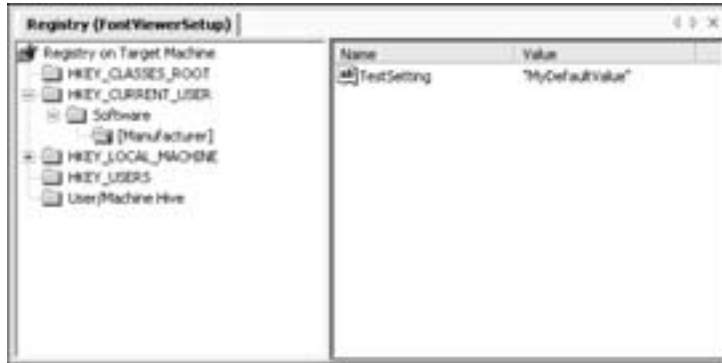 Registry (FontViewerSetup)
Registry on Target Machine
HKEY_CLASSES_ROOT
HKEY_CURRENT_USER
Software
[Manufacturer]
HKEY_LOCAL_MACHINE
HKEY_USERS
User/Machine Hive
Name Value
ab TestSetting "MyDefaultValue"